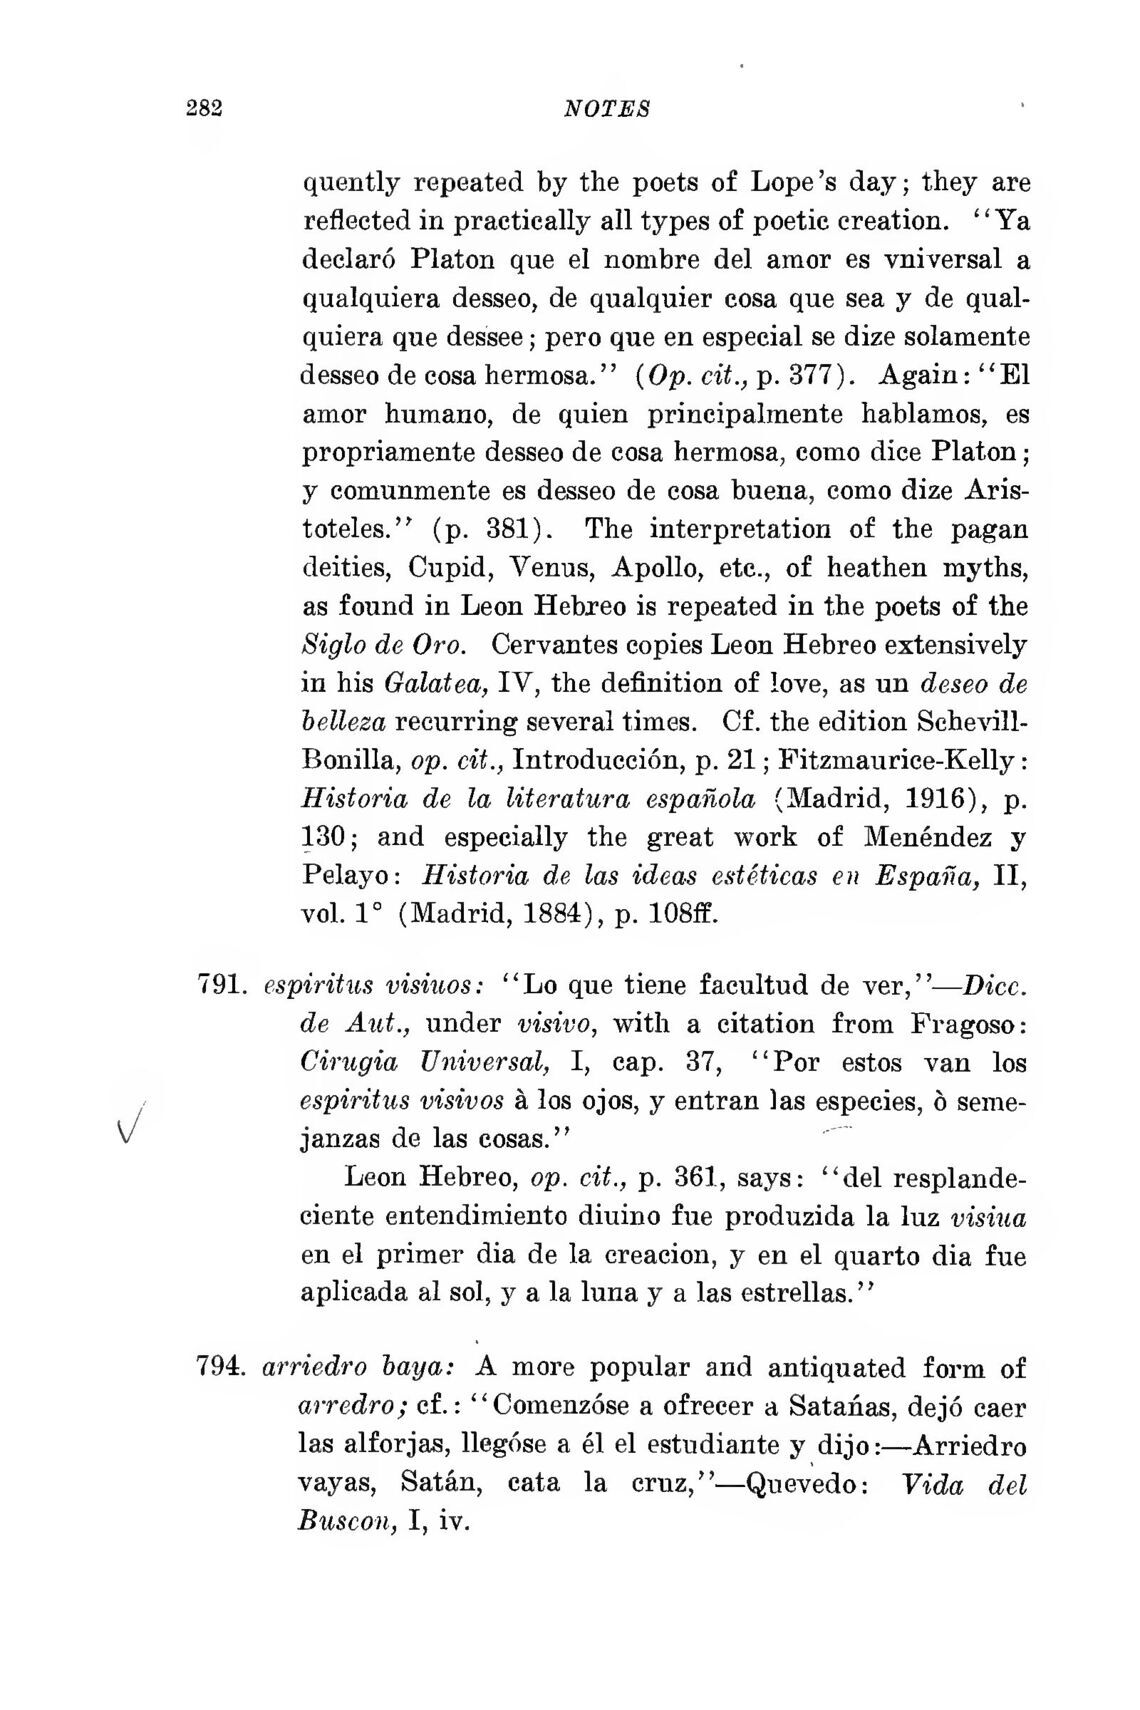 282 NOTES
quently repeated by the poets of Lope's day; they are
reflected in practically all types of poetic creation. "Ya
declaró Platon que el nombre del amor es vniversal a
qualquiera desseo, de qualquier cosa que sea y de qual-
quiera que dessee; pero que en especial se dize solamente
desseo de cosa hermosa." (Op. cit., p. 377). Again: "El
amor humano, de quien principalmente hablamos, es
propriamente desseo de cosa hermosa, como dice Platon;
y comunmente es desseo de cosa buena, como dize Aris-
toteles." (p. 381). The interpretation of the pagan
deities, Cupid, Venus, Apollo, etc., of heathen myths,
as found in Leon Hebreo is repeated in the poets of the
Siglo de Oro. Cervantes copies Leon Hebreo extensively
in his Galatea, IV, the definition of love, as un deseo de
belleza recurring several times. Cf. the edition Schevill-
Bonilla, op. cit., Introducción, p. 21; Fitzmaurice-Kelly:
Historia de la literatura española (Madrid, 1916), p.
130; and especially the great work of Menéndez y
Pelayo: Historia de las ideas estéticas en España, II,
vol. 1° (Madrid, 1884), p. 108ff.
791. espiritus visiuos: "Lo que tiene facultud de ver,"—Dicc.
de Aut., under visivo, with a citation from Fragoso:
Cirugia Universal, I, cap. 37, "Por estos van los
espiritus visivos à los ojos, y entran las especies, ò seme-
janzas de las cosas."
Leon Hebreo, op. cit., p. 361, says: "del resplande-
ciente entendimiento diuino fue produzida la luz visiua
en el primer dia de la creacion, y en el quarto dia fue
aplicada al sol, y a la luna y a las estrellas."
794. arriedro baya: A more popular and antiquated form of
arredro; cf.: "Comenzóse a ofrecer a Satańas, dejó caer
las alforjas, llegóse a él el estudiante y dijo:—Arriedro
vayas, Satán, cata la cruz,"—Quevedo: Vida del
Buscon, I, iv.